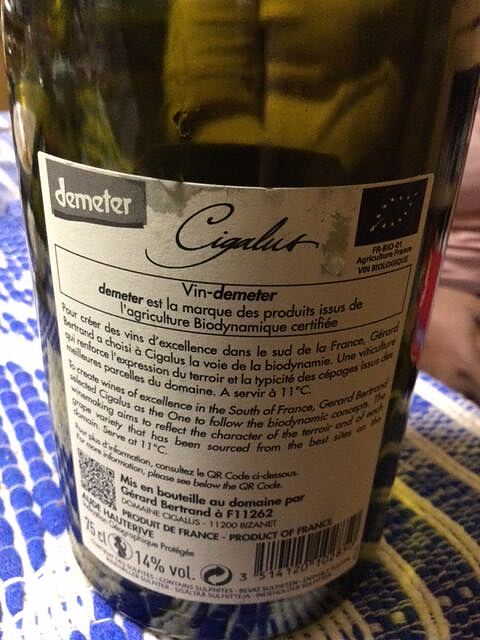 demeter
Cigalus
FR-BIO-01
Agriculture France
VIN BIOLOGIQUE
Vin-demeter
demeter est la marque des produits issus de
l'agriculture Biodynamique certifiée
Pour créer des vins d'excellence dans le sud de la France, Gérard
Bertrand a choisi à Cigalus la voie de la biodynamie. Une viticulture
qui renforce l'expression du terroir et la typicité des cépages issus des
meilleures parcelles du domaine. A servir à 11°C.
To create wines of excellence in the South of France, Gerard Bertrand
selected Cigalus as the One to follow the biodynamic concepts. The
winemaking aims to reflect the character of the terroir and of each
grape variety that has been sourced from the best sites on the
domain. Serve at 11°C.
Pour plus d'information, consultez le QR Code ci-dessous.
For more information, please see below the QR Code.
Mis en bouteille au domaine par
Gérard Bertrand à F11262
DOMAINE CIGALUS - 11200 BIZANET
PRODUIT DE FRANCE - PRODUCT OF FRANCE
AUDE HAUTERIVE
Indication Géographique Protégée
75 cl 14% vol.
CONTAINS SULPHITES